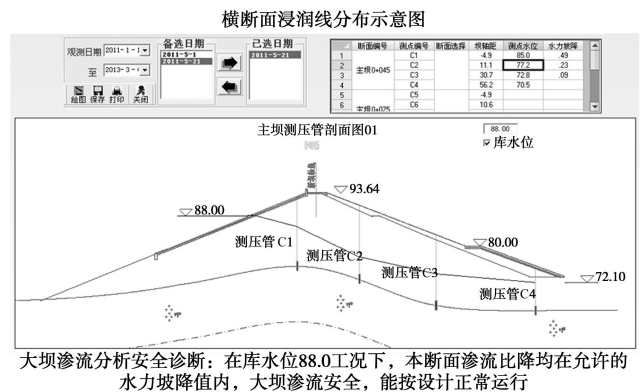 横断面浸润线分布示意图
观测日期 2011-1-1
至 2013-3-
绘图 保存 打印 关闭
备选日期
2011-5-1
2011-5-21
已选日期
2011-5-21
断面编号 测点编号 断面选择 坝轴距 测点水位 水力坡降
1 C1 -4.9 85.0 .49
2 主坝0+045 C2 11.1 77.2 .23
3 C3 30.7 72.8 .09
4 C4 56.2 70.5
5 C5 -4.9
6 主坝0+075 C6 10.6
主坝测压管剖面图01
88.00
库水位
93.64
88.00
测压管C1
测压管C2
80.00
测压管C3
72.10
测压管C4
大坝渗流分析安全诊断：在库水位88.0工况下，本断面渗流比降均在允许的
水力坡降值内，大坝渗流安全，能按设计正常运行